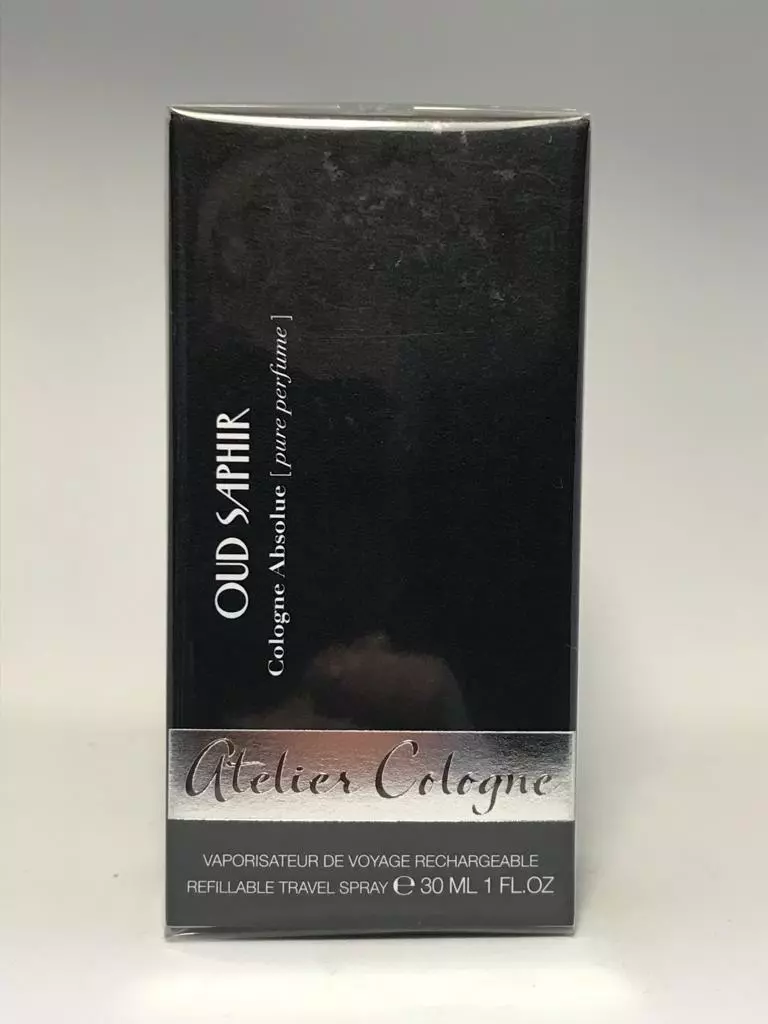 OUD SAPHIR
Cologne Absolue [ pure perfume ]
Atelier Cologne
VAPORISATEUR DE VOYAGE RECHARGEABLE
REFILLABLE TRAVEL SPRAY ℮ 30 ML 1 FL.OZ